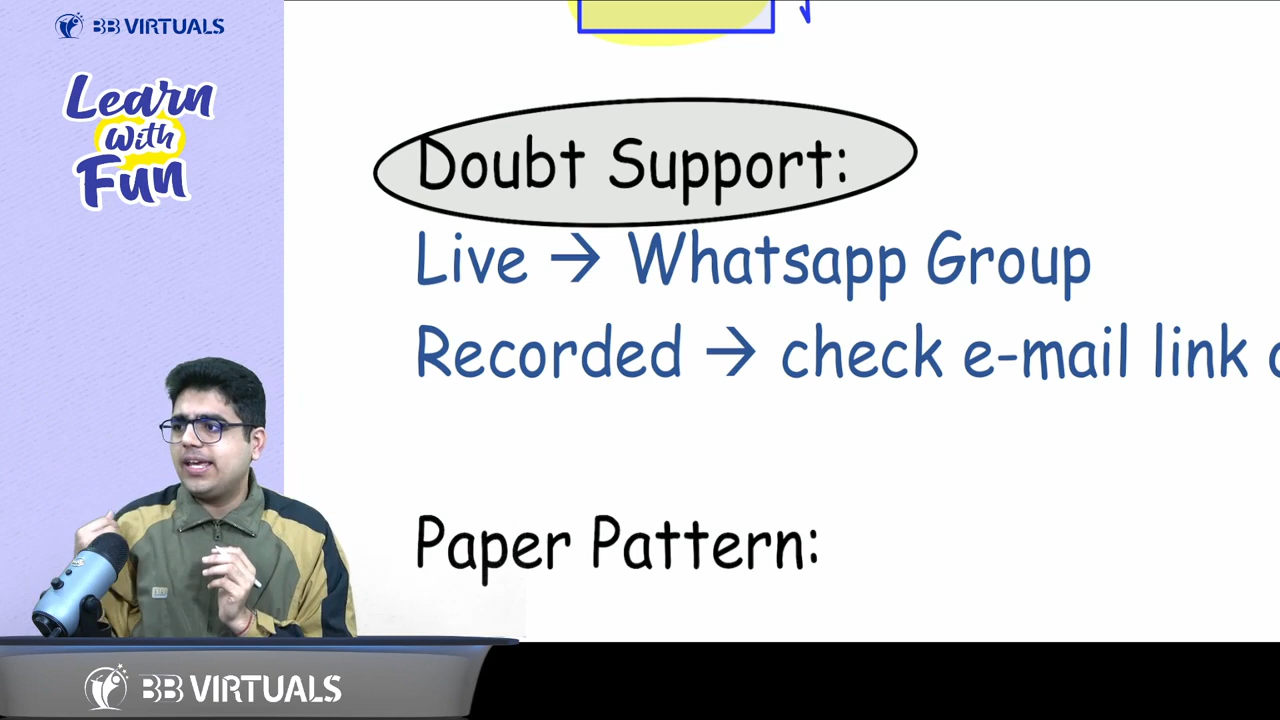 BB VIRTUALS
Learn
With
Fun
Doubt Support:
Live → Whatsapp Group
Recorded → check e-mail link
Paper Pattern:
BB VIRTUALS